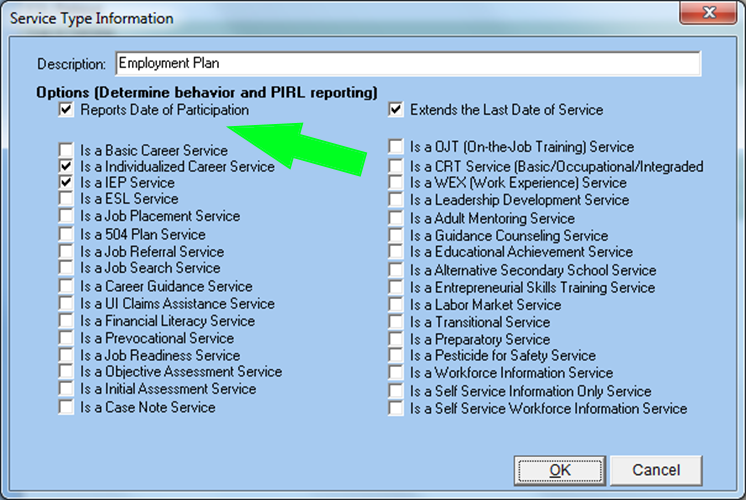 Service Type Information
Description: Employment Plan
Options (Determine behavior and PIRL reporting)
Reports Date of Participation
Extends the Last Date of Service
Is a Basic Career Service
Is a Individualized Career Service
Is a IEP Service
Is a ESL Service
Is a Job Placement Service
Is a 504 Plan Service
Is a Job Referral Service
Is a Job Search Service
Is a Career Guidance Service
Is a UI Claims Assistance Service
Is a Financial Literacy Service
Is a Prevocational Service
Is a Job Readiness Service
Is a Objective Assessment Service
Is a Initial Assessment Service
Is a Case Note Service
Is a OJT (On-the-Job Training) Service
Is a CRT Service (Basic/Occupational/Integraded
Is a WEX (Work Experience) Service
Is a Leadership Development Service
Is a Adult Mentoring Service
Is a Guidance Counseling Service
Is a Educational Achievement Service
Is a Alternative Secondary School Service
Is a Entrepreneurial Skills Training Service
Is a Labor Market Service
Is a Transitional Service
Is a Preparatory Service
Is a Pesticide for Safety Service
Is a Workforce Information Service
Is a Self Service Information Only Service
Is a Self Service Workforce Information Service
OK
Cancel